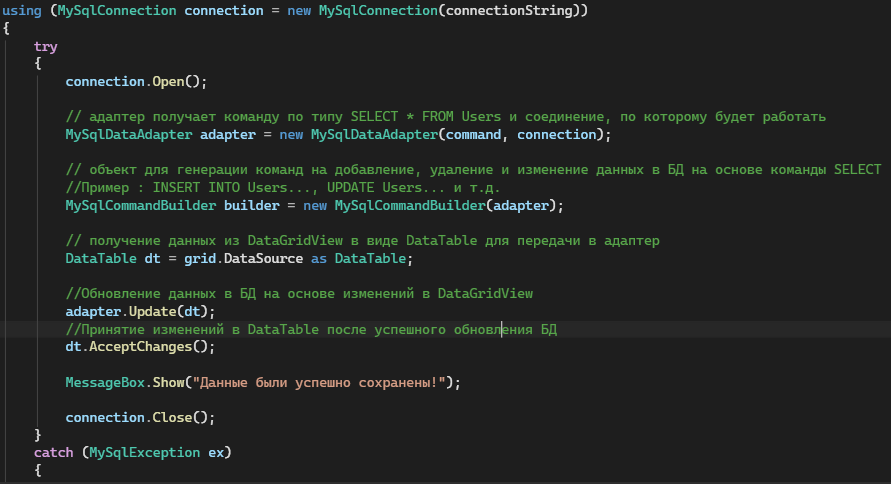 using (MySqlConnection connection = new MySqlConnection(connectionString))
{
try
{
connection.Open();
// адаптер получает команду по типу SELECT * FROM Users и соединение, по которому будет работать
MySqlDataAdapter adapter = new MySqlDataAdapter(command, connection);
// объект для генерации команд на добавление, удаление и изменение данных в БД на основе команды SELECT
//Пример : INSERT INTO Users..., UPDATE Users... и т.д.
MySqlCommandBuilder builder = new MySqlCommandBuilder(adapter);
// получение данных из DataGridView в виде DataTable для передачи в адаптер
DataTable dt = grid.DataSource as DataTable;
//Обновление данных в БД на основе изменений в DataGridView
adapter.Update(dt);
//Принятие изменений в DataTable после успешного обновления БД
dt.AcceptChanges();
MessageBox.Show("Данные были успешно сохранены!");
connection.Close();
}
catch (MySqlException ex)
{